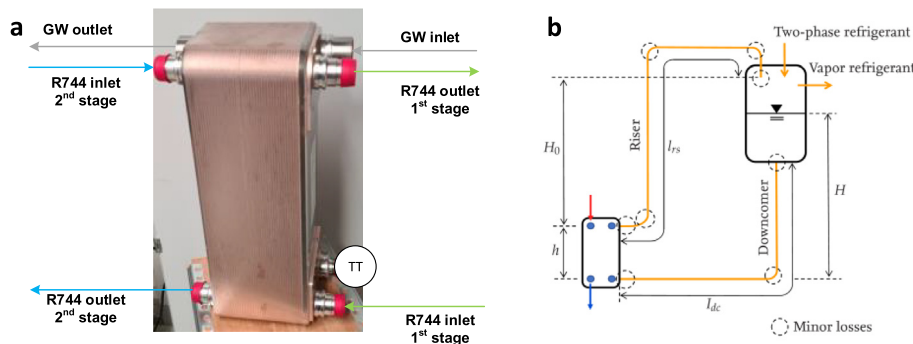 a
GW outlet
GW inlet
R744 inlet
2nd stage
R744 outlet
1st stage
TT
R744 outlet
2nd stage
R744 inlet
1st stage
b
Two-phase refrigerant
Vapor refrigerant
H0
Riser
lrs
H
h
Downcomer
ldc
Minor losses